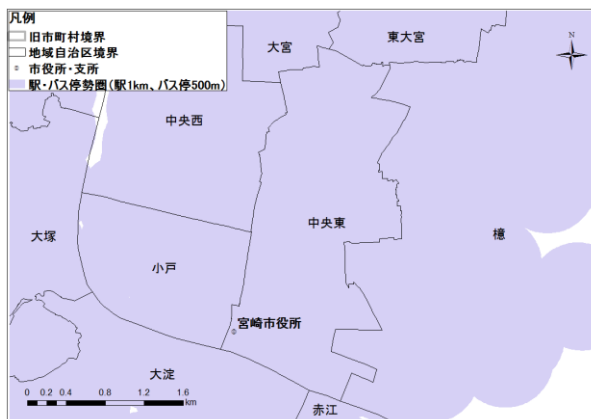 凡例
旧市町村境界
地域自治区境界
市役所・支所
駅・バス停勢圏(駅1km、バス停500m)
大宮
東大宮
N
中央西
中央東
大塚
檍
小戸
宮崎市役所
大淀
赤江
0 0.2 0.4 0.8 1.2 1.6
km